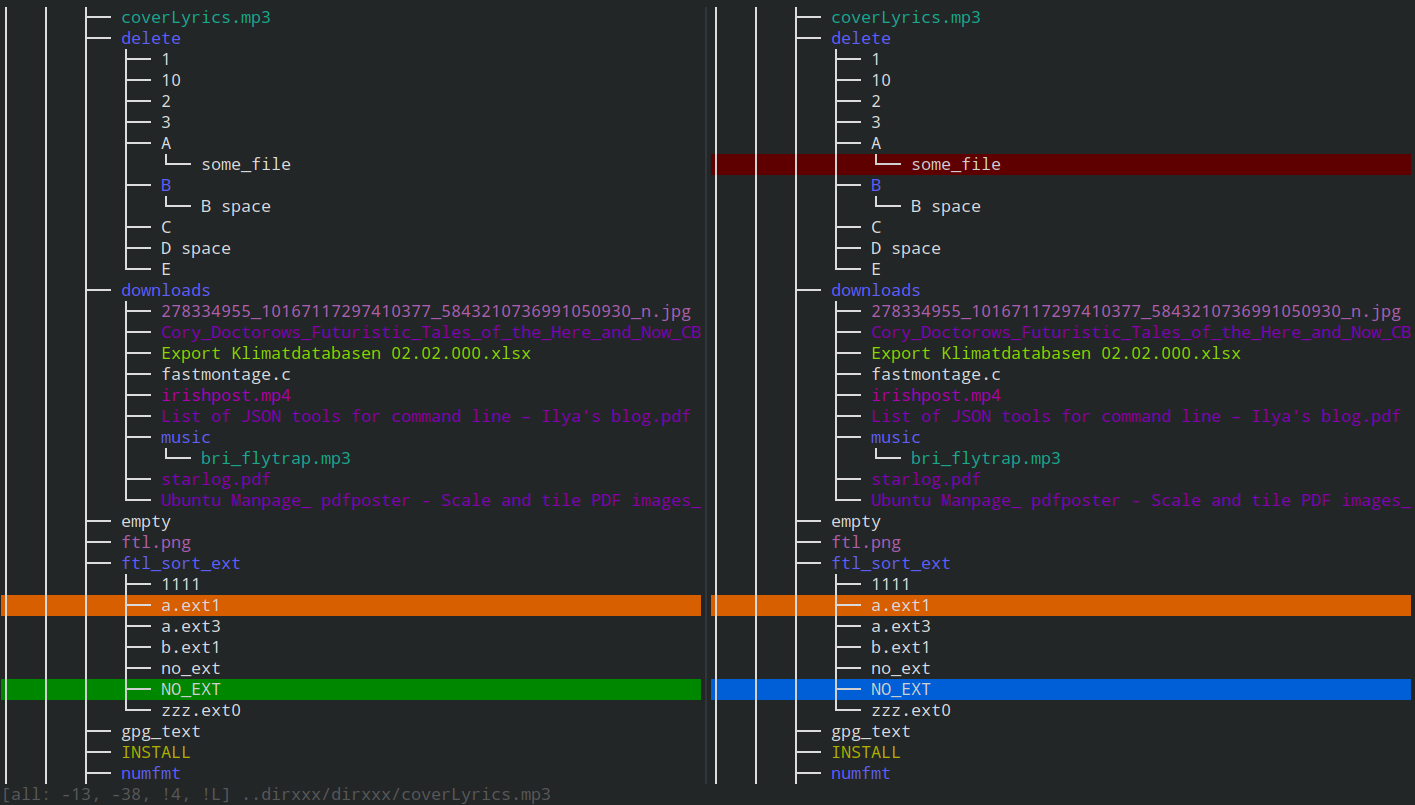 coverLyrics.mp3
delete
1
10
2
3
A
some_file
B
B space
C
D space
E
downloads
278334955_10167117297410377_5843210736991050930_n.jpg
Cory_Doctorows_Futuristic_Tales_of_the_Here_and_Now_CB
Export Klimatdatabasen 02.02.000.xlsx
fastmontage.c
irishpost.mp4
List of JSON tools for command line – Ilya's blog.pdf
music
bri_flytrap.mp3
starlog.pdf
Ubuntu Manpage_ pdfposter - Scale and tile PDF images_
empty
ftl.png
ftl_sort_ext
1111
a.ext1
a.ext3
b.ext1
no_ext
NO_EXT
zzz.ext0
gpg_text
INSTALL
numfmt
coverLyrics.mp3
delete
1
10
2
3
A
some_file
B
B space
C
D space
E
downloads
278334955_10167117297410377_5843210736991050930_n.jpg
Cory_Doctorows_Futuristic_Tales_of_the_Here_and_Now_CB
Export Klimatdatabasen 02.02.000.xlsx
fastmontage.c
irishpost.mp4
List of JSON tools for command line – Ilya's blog.pdf
music
bri_flytrap.mp3
starlog.pdf
Ubuntu Manpage_ pdfposter - Scale and tile PDF images_
empty
ftl.png
ftl_sort_ext
1111
a.ext1
a.ext3
b.ext1
no_ext
NO_EXT
zzz.ext0
gpg_text
INSTALL
numfmt
[all: -13, -38, !4, !L] ..dirxxx/dirxxx/coverLyrics.mp3